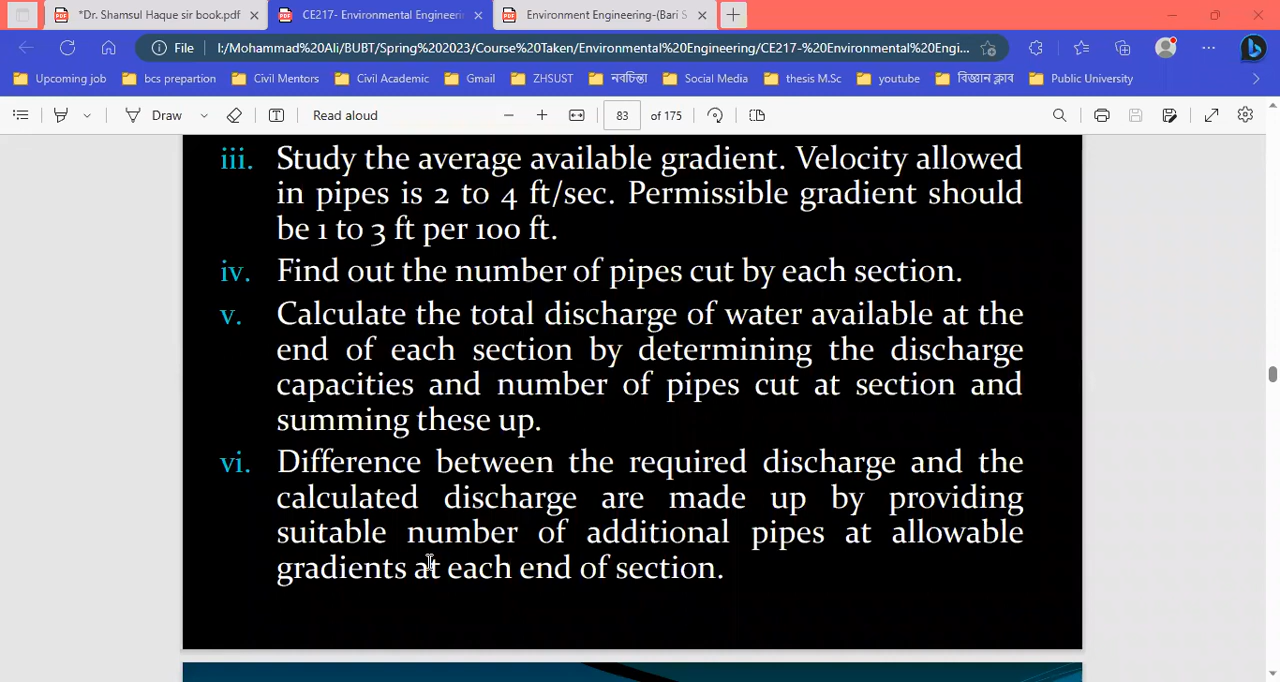 *Dr. Shamsul Haque sir book.pdf
CE217- Environmental Engineerin
Environment Engineering-(Bari S
File
I:/Mohammad%20Ali/BUBT/Spring%202023/Course%20Taken/Environmental%20Engineering/CE217-%20Environmental%20Engi...
Upcoming job
bcs prepartion
Civil Mentors
Civil Academic
Gmail
ZHSUST
নবচিন্তা
Social Media
thesis M.Sc
youtube
বিজ্ঞান ক্লাব
Public University
Draw
Read aloud
83
of 175
iii. Study the average available gradient. Velocity allowed
in pipes is 2 to 4 ft/sec. Permissible gradient should
be 1 to 3 ft per 100 ft.
iv. Find out the number of pipes cut by each section.
v. Calculate the total discharge of water available at the
end of each section by determining the discharge
capacities and number of pipes cut at section and
summing these up.
vi. Difference between the required discharge and the
calculated discharge are made up by providing
suitable number of additional pipes at allowable
gradients at each end of section.